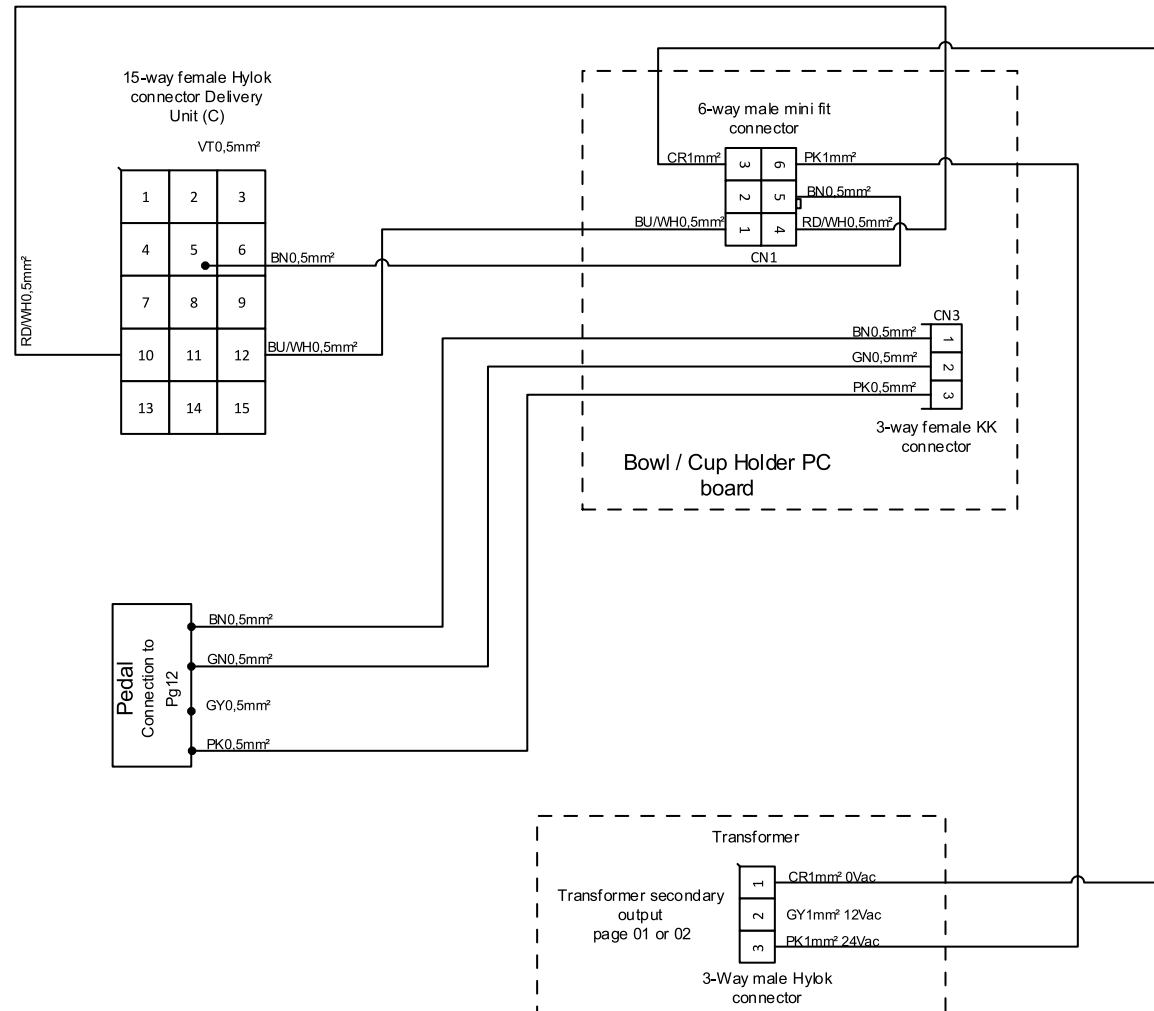 15-way female Hylok
connector Delivery
Unit (C)
VT0,5mm²
1 2 3
4 5 6
7 8 9
10 11 12
13 14 15
RD/WH0,5mm²
BN0,5mm²
BU/WH0,5mm²
6-way male mini fit
connector
CR1mm² 3 6 PK1mm²
2 5 BN0,5mm²
BU/WH0,5mm² 1 4 RD/WH0,5mm²
CN1
CN3
BN0,5mm² 1
GN0,5mm² 2
PK0,5mm² 3
3-way female KK
connector
Bowl / Cup Holder PC
board
Pedal
Connection to
Pg12
BN0,5mm²
GN0,5mm²
GY0,5mm²
PK0,5mm²
Transformer
Transformer secondary
output
page 01 or 02
1 CR1mm² 0Vac
2 GY1mm² 12Vac
3 PK1mm² 24Vac
3-Way male Hylok
connector